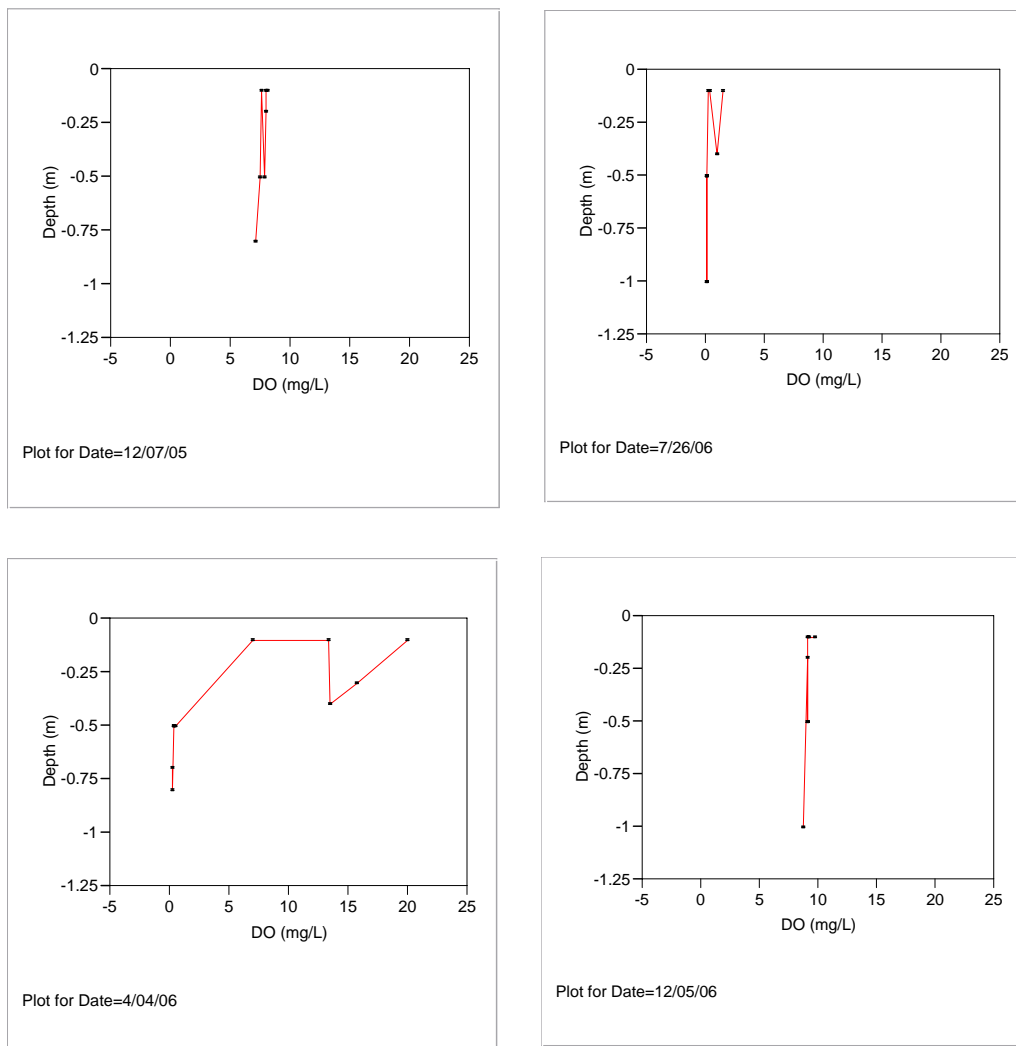 0
-0.25
-0.5
-0.75
-1
-1.25
Depth (m)
-5 0 5 10 15 20 25
DO (mg/L)
Plot for Date=12/07/05
0
-0.25
-0.5
-0.75
-1
-1.25
Depth (m)
-5 0 5 10 15 20 25
DO (mg/L)
Plot for Date=7/26/06
0
-0.25
-0.5
-0.75
-1
-1.25
Depth (m)
-5 0 5 10 15 20 25
DO (mg/L)
Plot for Date=4/04/06
0
-0.25
-0.5
-0.75
-1
-1.25
Depth (m)
-5 0 5 10 15 20 25
DO (mg/L)
Plot for Date=12/05/06